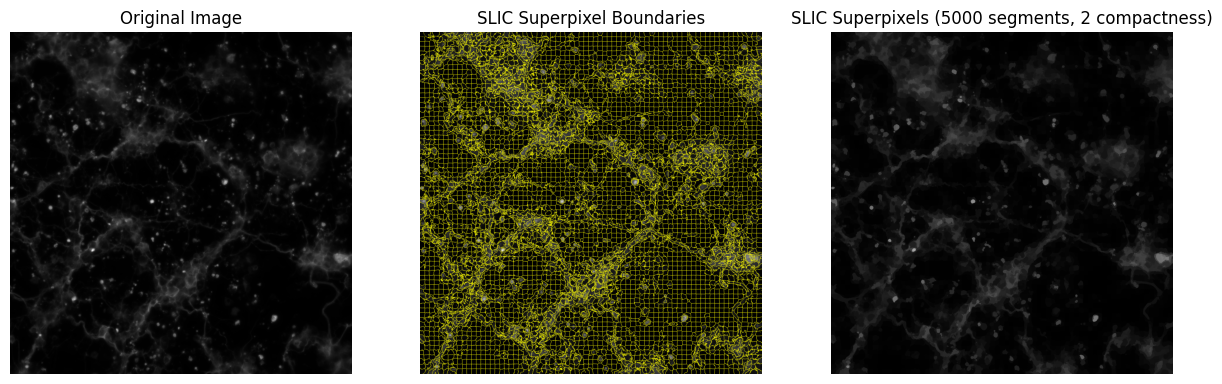 Original Image
SLIC Superpixel Boundaries
SLIC Superpixels (5000 segments, 2 compactness)